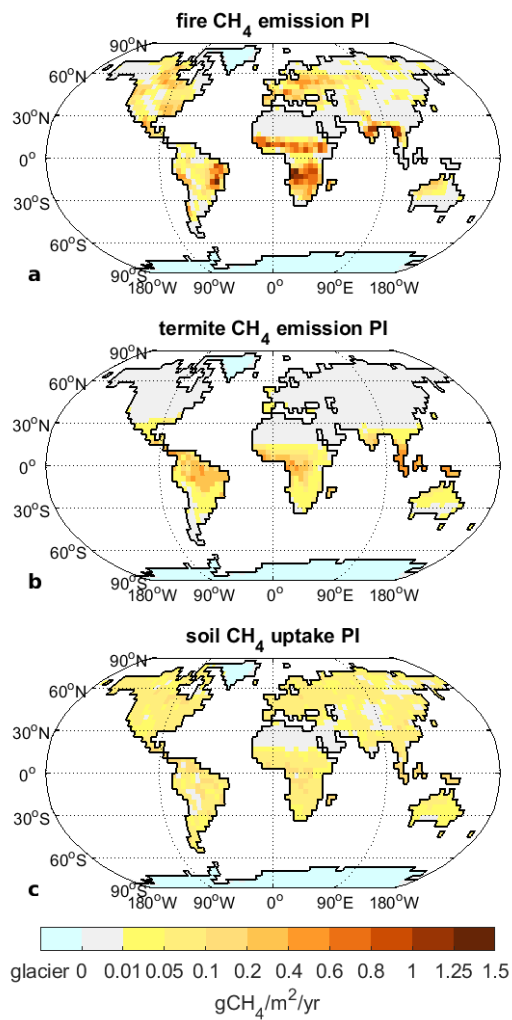 fire CH4 emission PI
90°N
60°N
30°N
0°
30°S
60°S
90°S
180°W 90°W 0° 90°E 180°W
a
termite CH4 emission PI
90°N
60°N
30°N
0°
30°S
60°S
90°S
180°W 90°W 0° 90°E 180°W
b
soil CH4 uptake PI
90°N
60°N
30°N
0°
30°S
60°S
90°S
180°W 90°W 0° 90°E 180°W
c
glacier 0 0.01 0.05 0.1 0.2 0.4 0.6 0.8 1 1.25 1.5
gCH4/m2/yr